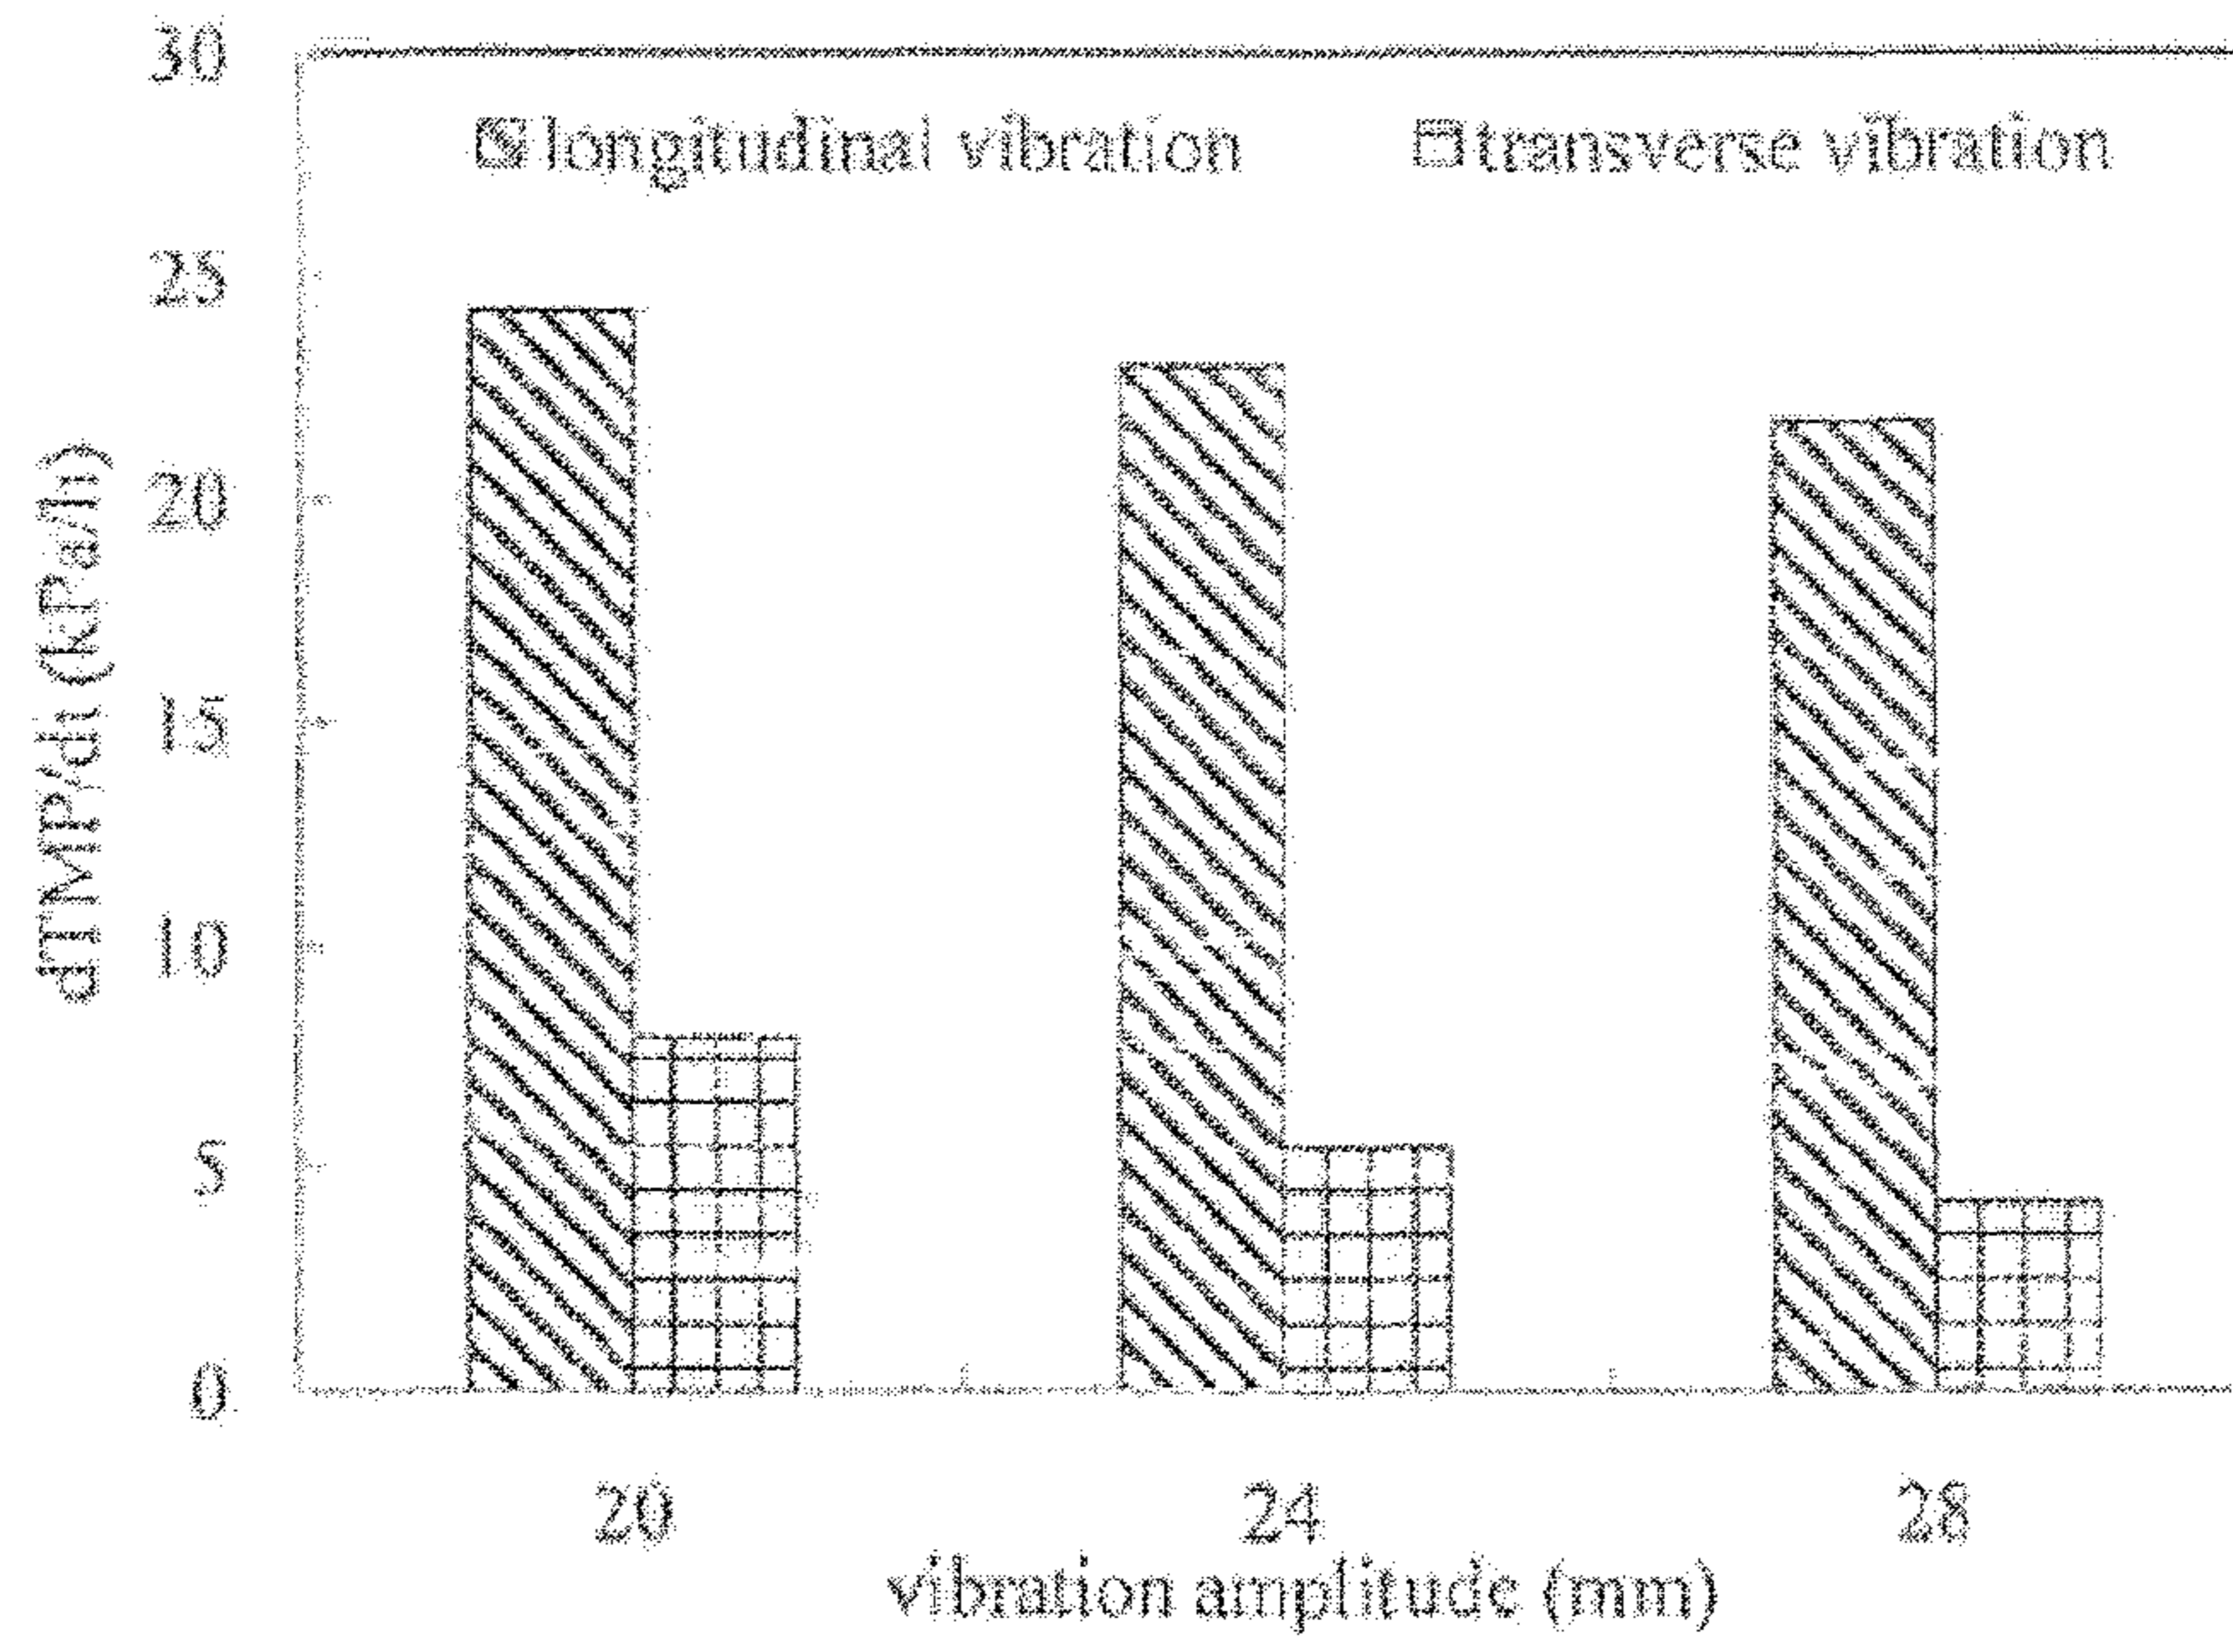 30
longitudinal vibration transverse vibration
25
20
15
10
5
0
dTMP/dt (kPa/h)
20 24 28
vibration amplitude (mm)